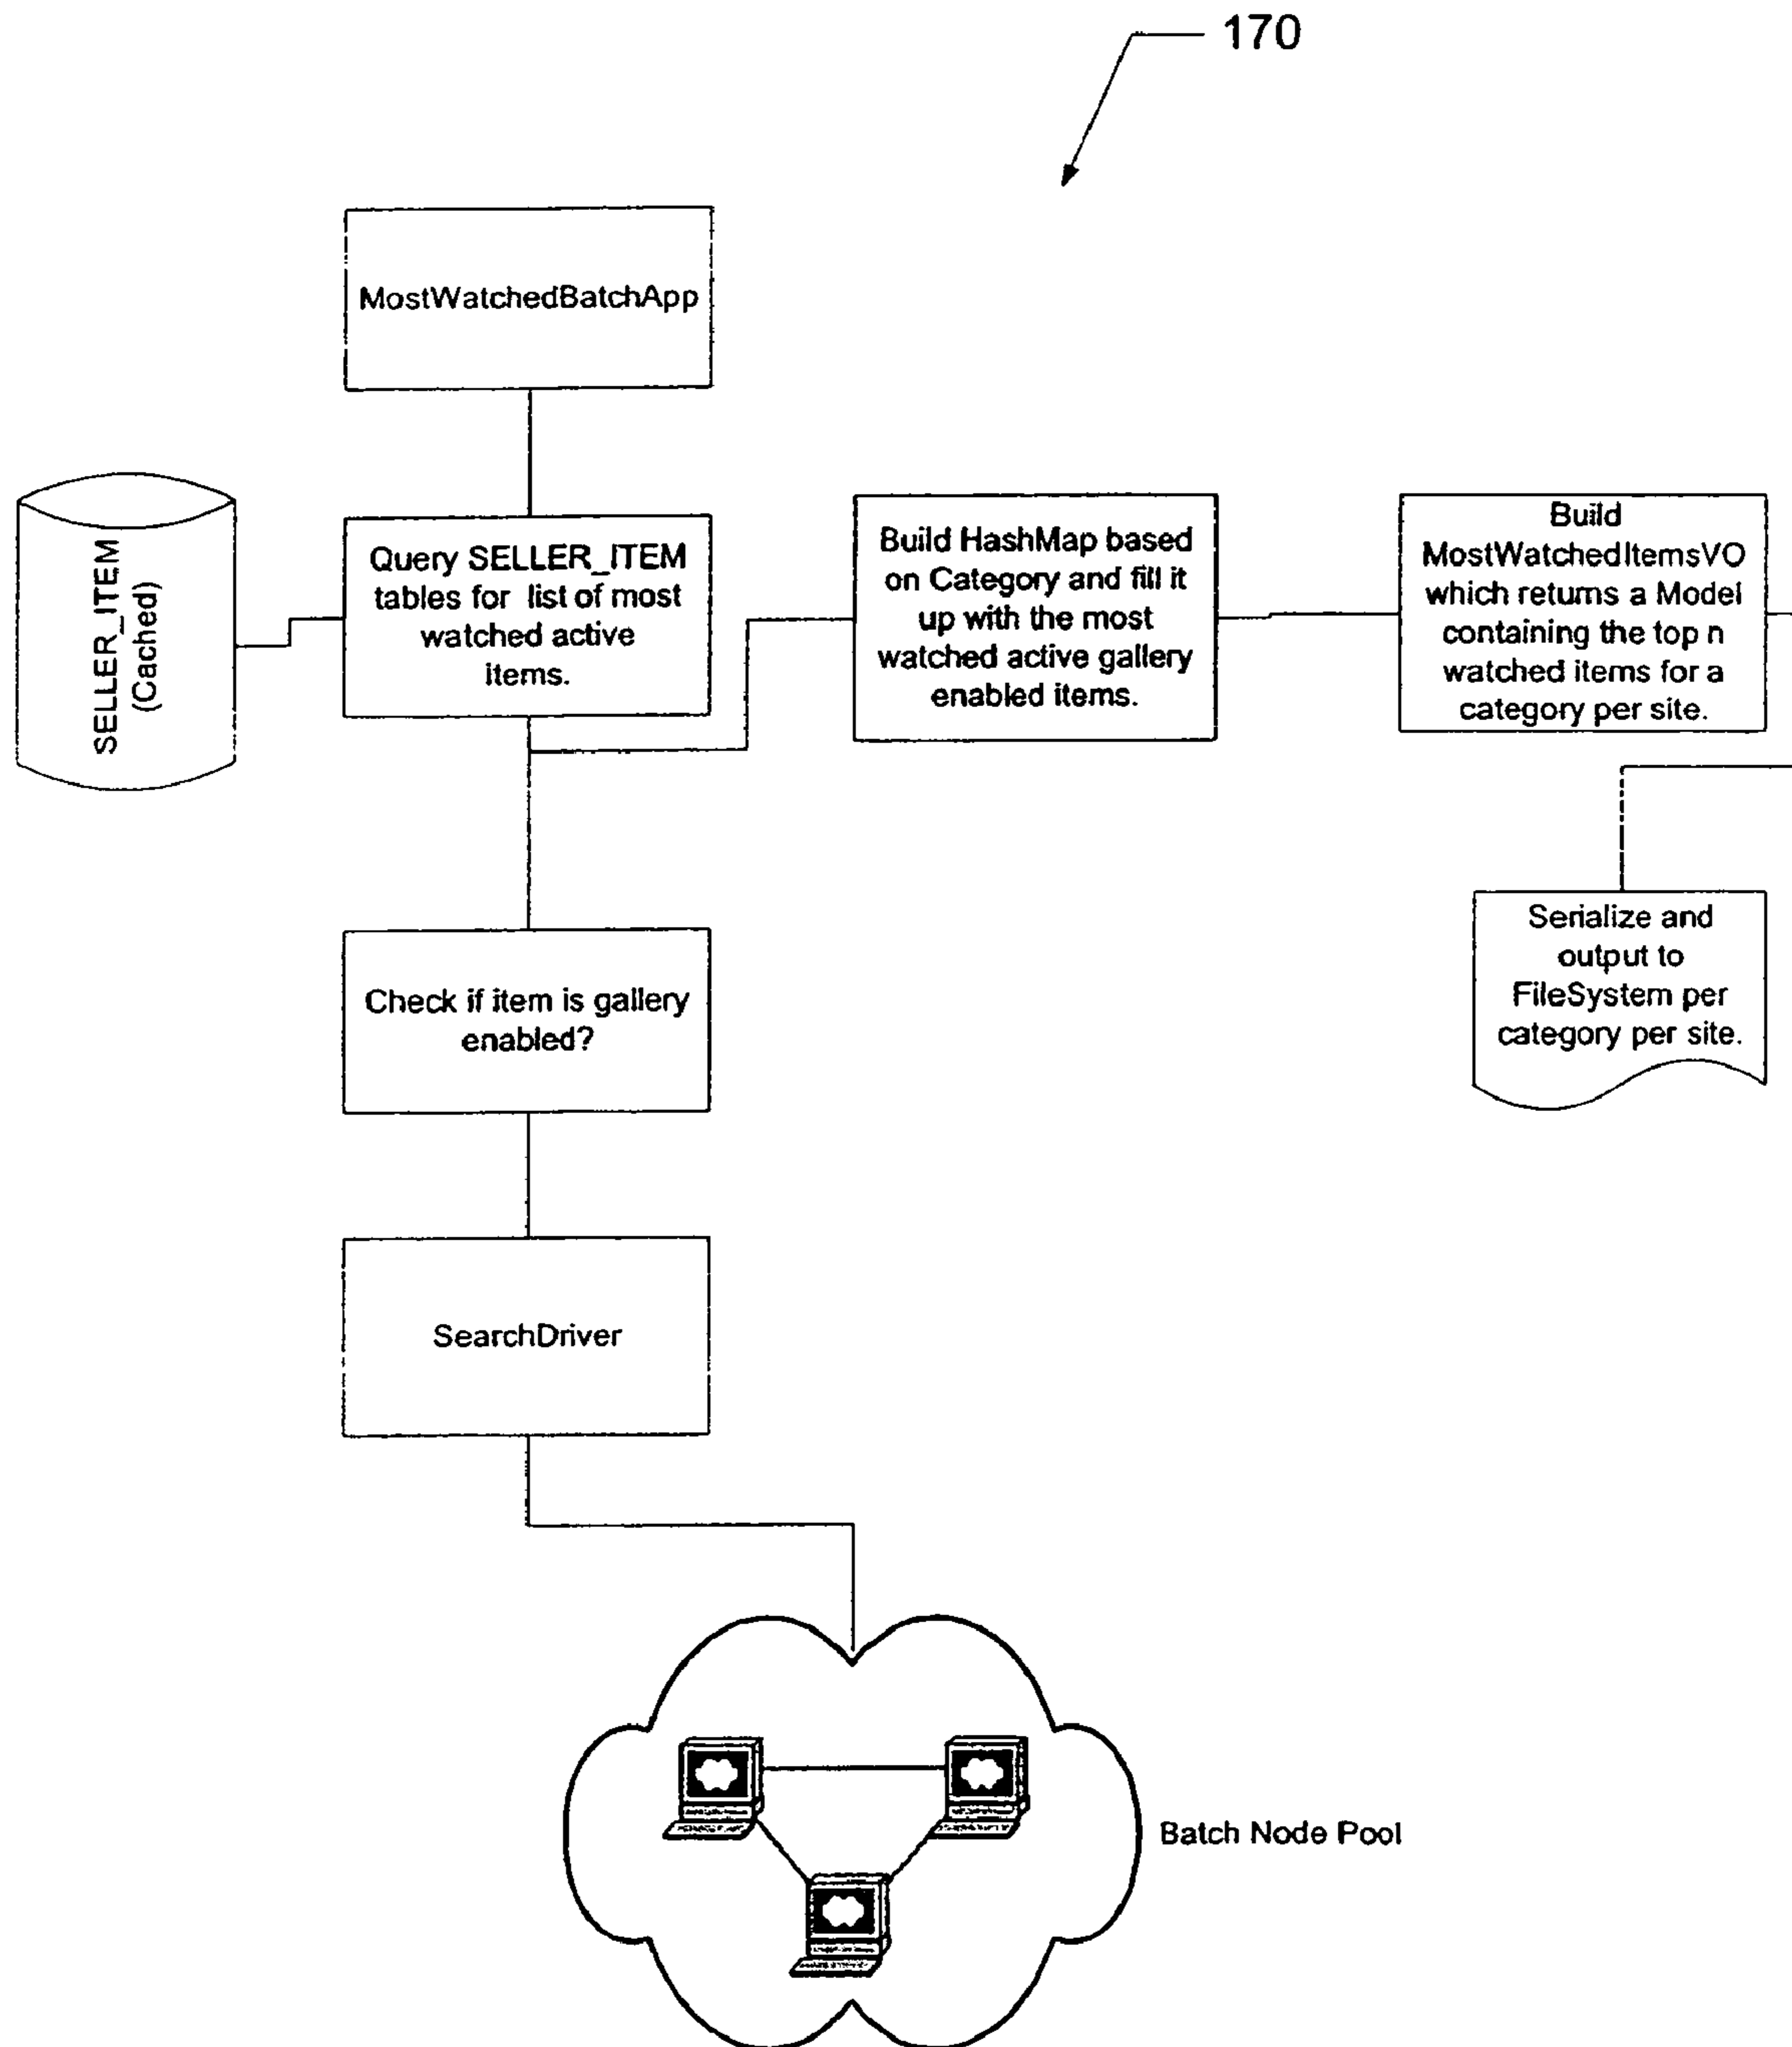 170
MostWatchedBatchApp
SELLER_ITEM
(Cached)
Query SELLER_ITEM
tables for list of most
watched active
items.
Build HashMap based
on Category and fill it
up with the most
watched active gallery
enabled items.
Build
MostWatchedItemsVO
which returns a Model
containing the top n
watched items for a
category per site.
Serialize and
output to
FileSystem per
category per site.
Check if item is gallery
enabled?
SearchDriver
Batch Node Pool